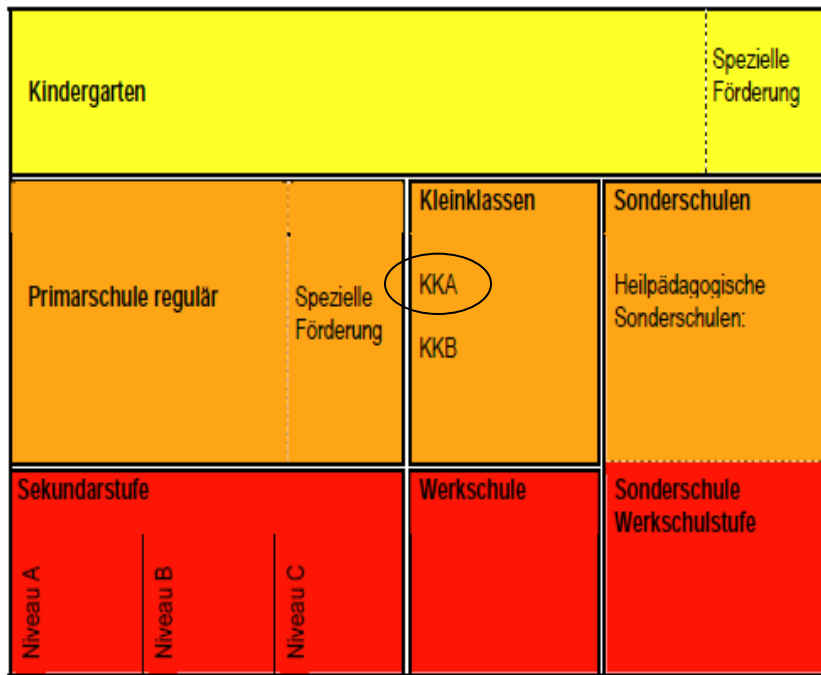 Kindergarten
Spezielle
Förderung
Primarschule regulär
Spezielle
Förderung
Kleinklassen
KKA
KKB
Sonderschulen
Heilpädagogische
Sonderschulen:
Sekundarstufe
Niveau A
Niveau B
Niveau C
Werkschule
Sonderschule
Werkschulstufe